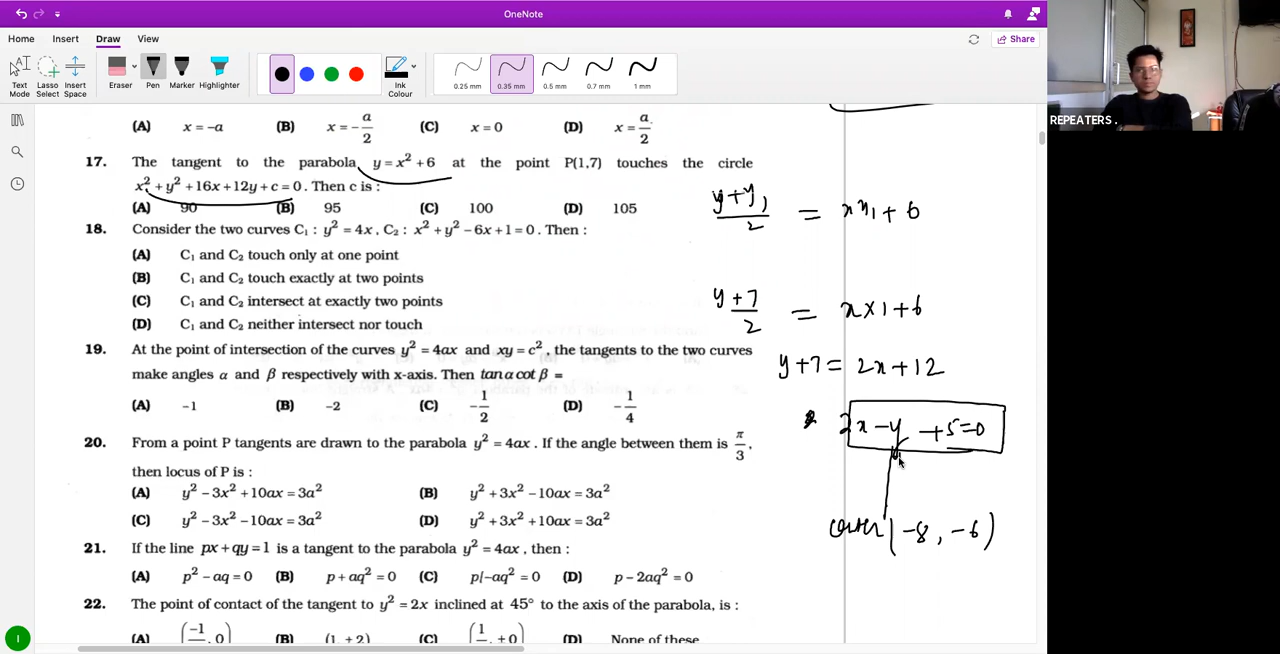 OneNote
Home Insert Draw View
Share
Text Mode
Lasso Select
Insert Space
Eraser
Pen
Marker
Highlighter
Ink Colour
0.25 mm
0.35 mm
0.5 mm
0.7 mm
1 mm
REPEATERS .
(A) x = -a (B) x = -a/2 (C) x = 0 (D) x = a/2
17. The tangent to the parabola y = x² + 6 at the point P(1,7) touches the circle
x² + y² + 16x + 12y + c = 0. Then c is :
(A) 90 (B) 95 (C) 100 (D) 105
18. Consider the two curves C₁ : y² = 4x, C₂ : x² + y² - 6x + 1 = 0. Then :
(A) C₁ and C₂ touch only at one point
(B) C₁ and C₂ touch exactly at two points
(C) C₁ and C₂ intersect at exactly two points
(D) C₁ and C₂ neither intersect nor touch
19. At the point of intersection of the curves y² = 4ax and xy = c², the tangents to the two curves
make angles α and β respectively with x-axis. Then tan α cot β =
(A) -1 (B) -2 (C) -1/2 (D) -1/4
20. From a point P tangents are drawn to the parabola y² = 4ax. If the angle between them is π/3,
then locus of P is :
(A) y² - 3x² + 10ax = 3a² (B) y² + 3x² - 10ax = 3a²
(C) y² - 3x² - 10ax = 3a² (D) y² + 3x² + 10ax = 3a²
21. If the line px + qy = 1 is a tangent to the parabola y² = 4ax, then :
(A) p² - aq = 0 (B) p + aq² = 0 (C) p/-aq² = 0 (D) p - 2aq² = 0
22. The point of contact of the tangent to y² = 2x inclined at 45° to the axis of the parabola, is :
(A) (-1/ , 0) (B) (1, +2) (C) (1/ , +0) (D) None of these
(y+y₁)/2 = xx₁ + 6
(y+7)/2 = x×1+6
y+7 = 2x+12
2x-y+5=0
center (-8, -6)
I